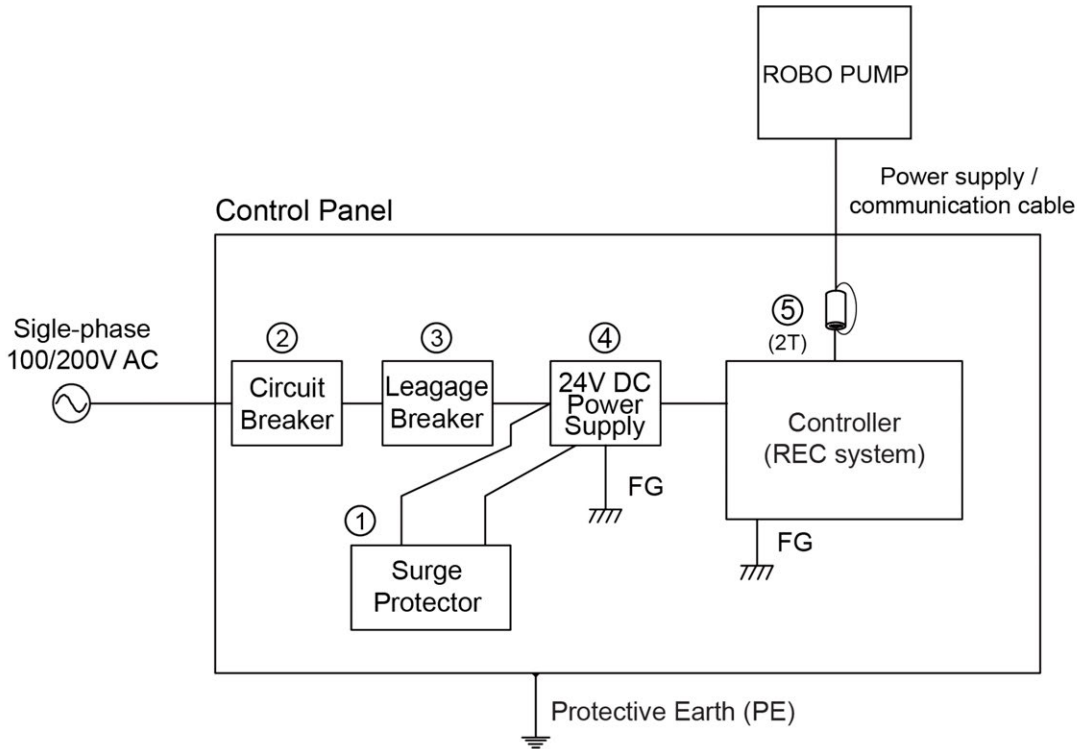 ROBO PUMP
Power supply /
communication cable
Control Panel
Sigle-phase
100/200V AC
②
Circuit
Breaker
③
Leagage
Breaker
④
24V DC
Power
Supply
FG
⑤
(2T)
Controller
(REC system)
FG
①
Surge
Protector
Protective Earth (PE)